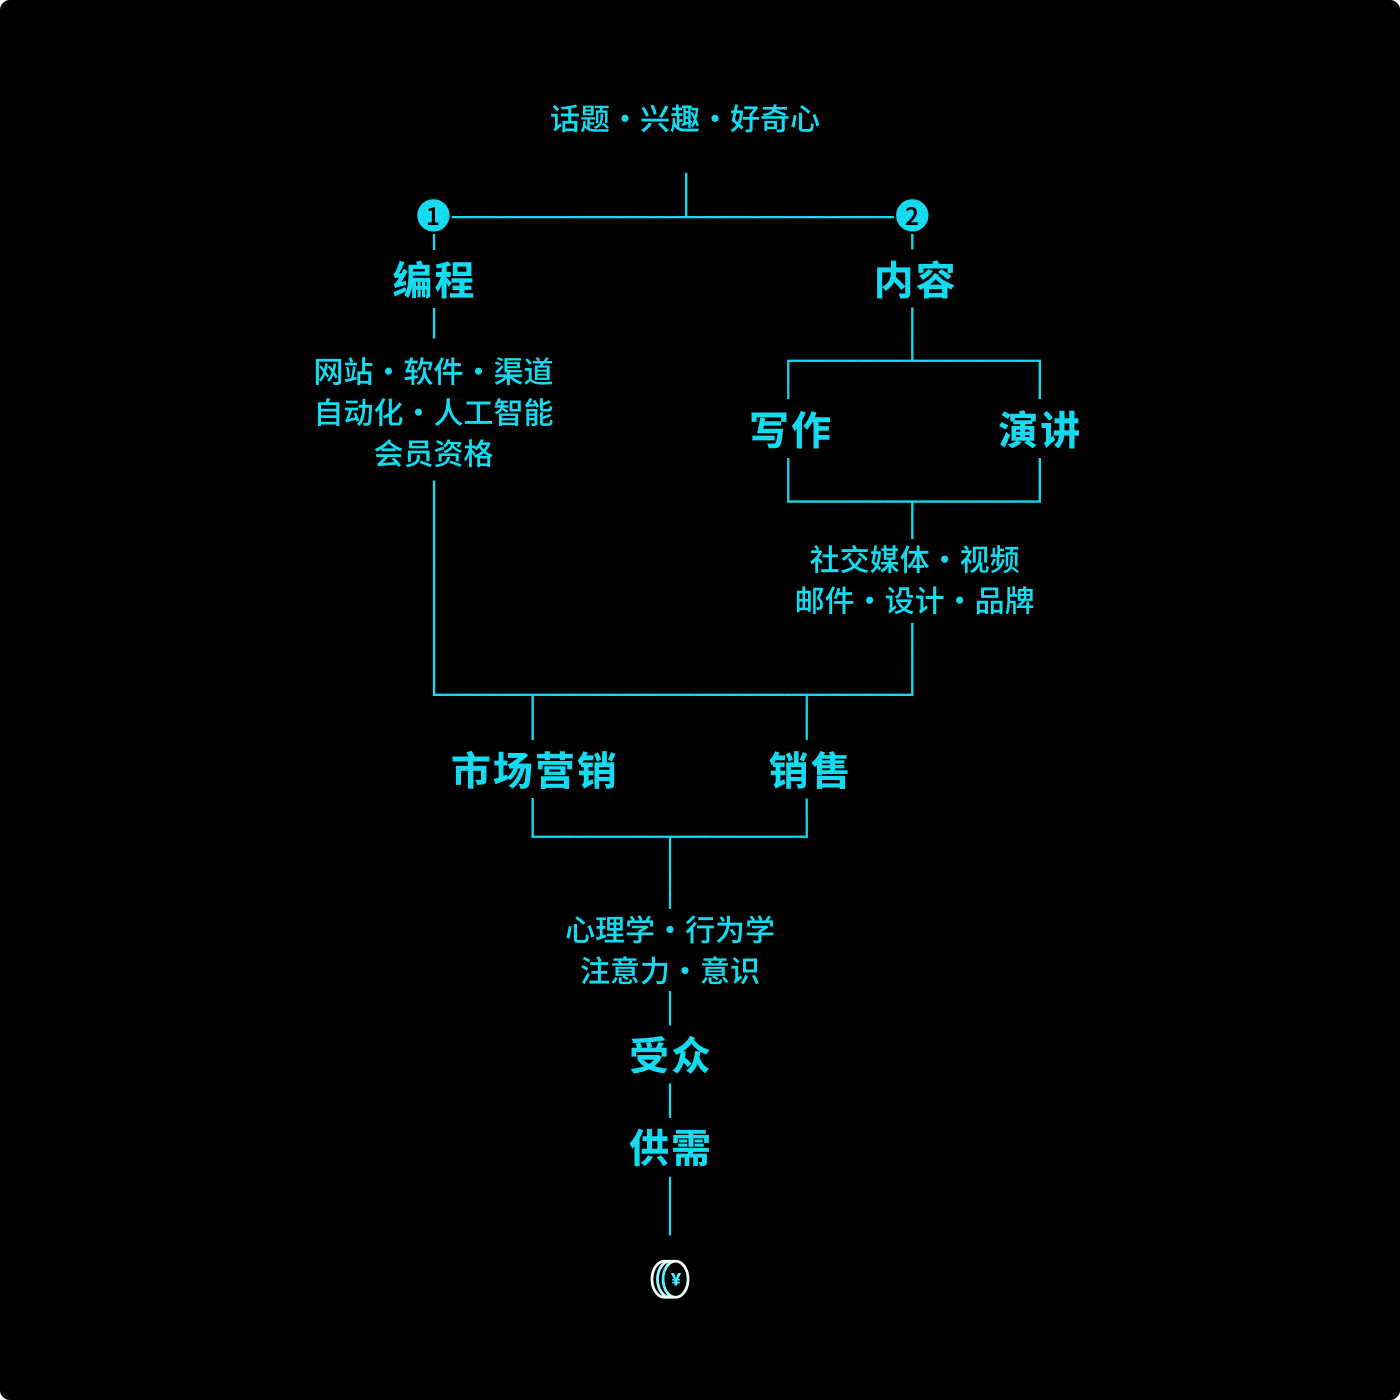 话题・兴趣・好奇心
1
2
编程
内容
网站・软件・渠道
自动化・人工智能
会员资格
写作
演讲
社交媒体・视频
邮件・设计・品牌
市场营销
销售
心理学・行为学
注意力・意识
受众
供需
¥